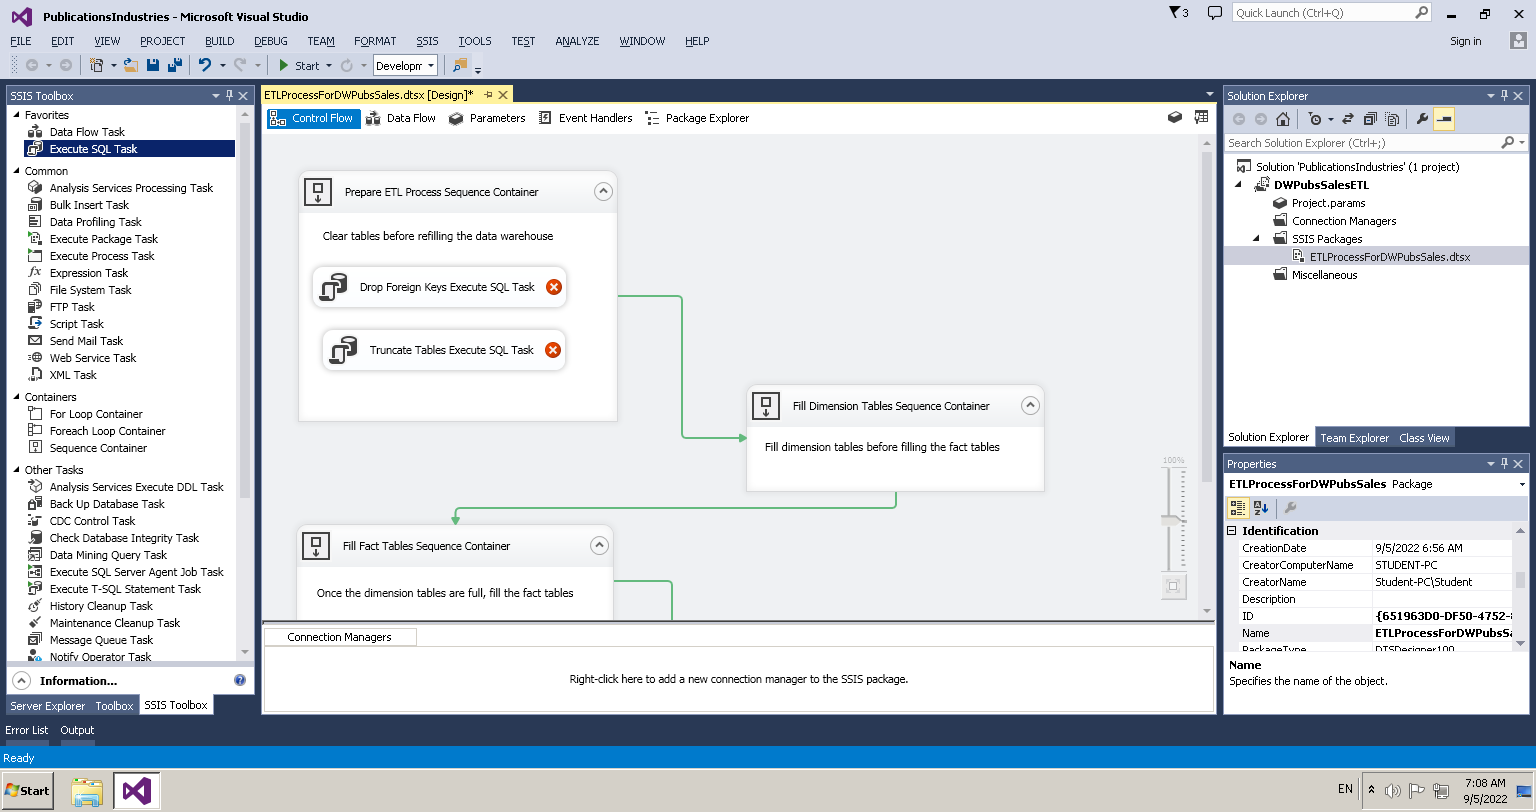 PublicationsIndustries - Microsoft Visual Studio
3
Quick Launch (Ctrl+Q)
FILE EDIT VIEW PROJECT BUILD DEBUG TEAM FORMAT SSIS TOOLS TEST ANALYZE WINDOW HELP
Sign in
Start
Developm
SSIS Toolbox
Favorites
Data Flow Task
Execute SQL Task
Common
Analysis Services Processing Task
Bulk Insert Task
Data Profiling Task
Execute Package Task
Execute Process Task
Expression Task
File System Task
FTP Task
Script Task
Send Mail Task
Web Service Task
XML Task
Containers
For Loop Container
Foreach Loop Container
Sequence Container
Other Tasks
Analysis Services Execute DDL Task
Back Up Database Task
CDC Control Task
Check Database Integrity Task
Data Mining Query Task
Execute SQL Server Agent Job Task
Execute T-SQL Statement Task
History Cleanup Task
Maintenance Cleanup Task
Message Queue Task
Notify Operator Task
Information...
Server Explorer Toolbox SSIS Toolbox
ETLProcessForDWPubsSales.dtsx [Design]*
Control Flow Data Flow Parameters Event Handlers Package Explorer
Prepare ETL Process Sequence Container
Clear tables before refilling the data warehouse
Drop Foreign Keys Execute SQL Task
Truncate Tables Execute SQL Task
Fill Dimension Tables Sequence Container
Fill dimension tables before filling the fact tables
Fill Fact Tables Sequence Container
Once the dimension tables are full, fill the fact tables
100%
Connection Managers
Right-click here to add a new connection manager to the SSIS package.
Solution Explorer
Search Solution Explorer (Ctrl+;)
Solution 'PublicationsIndustries' (1 project)
DWPubsSalesETL
Project.params
Connection Managers
SSIS Packages
ETLProcessForDWPubsSales.dtsx
Miscellaneous
Solution Explorer Team Explorer Class View
Properties
ETLProcessForDWPubsSales Package
Identification
CreationDate 9/5/2022 6:56 AM
CreatorComputerName STUDENT-PC
CreatorName Student-PC\Student
Description
ID {651963D0-DF50-4752-
Name ETLProcessForDWPubsSa
PackageType DTSDesigner100
Name
Specifies the name of the object.
Error List Output
Ready
Start
EN
7:08 AM
9/5/2022